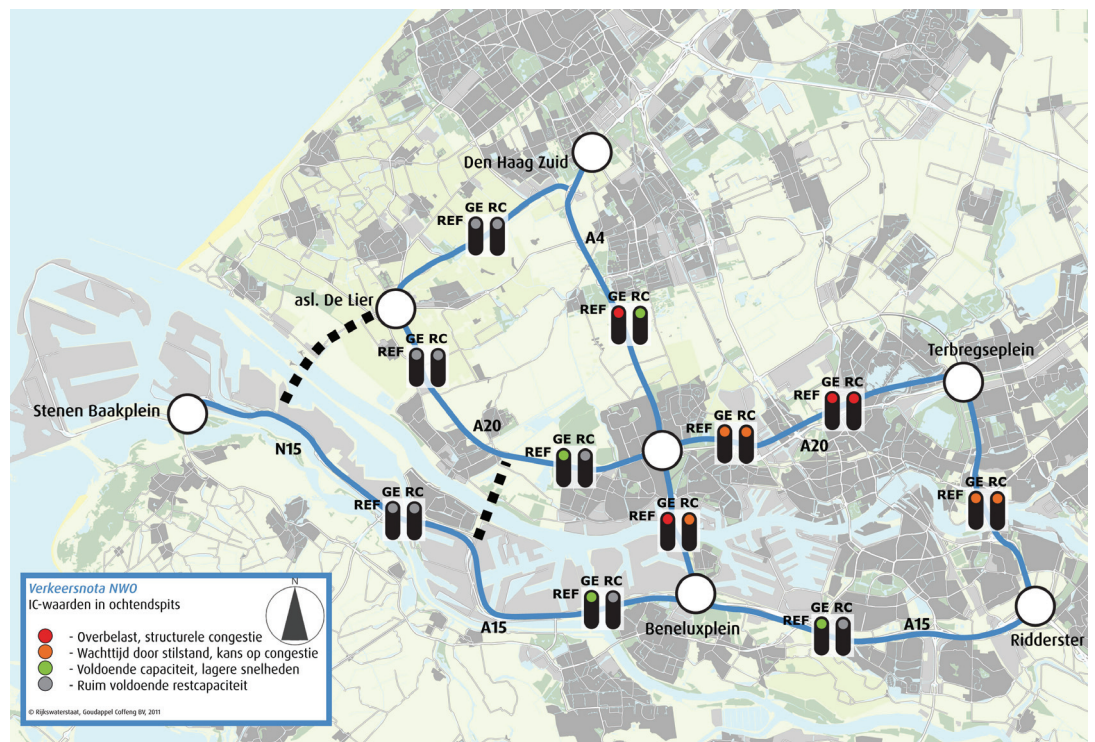 Den Haag Zuid
GE RC
REF
A4
asl. De Lier
GE RC
REF
GE RC
REF
Terbregseplein
GE RC
REF
Stenen Baakplein
N15
A20
GE RC
REF
GE RC
REF
A20
GE RC
REF
GE RC
REF
GE RC
REF
GE RC
REF
A15
Beneluxplein
GE RC
REF
A15
Ridderster
Verkeersnota NWO
IC-waarden in ochtendspits
N
- Overbelast, structurele congestie
- Wachttijd door stilstand, kans op congestie
- Voldoende capaciteit, lagere snelheden
- Ruim voldoende restcapaciteit
© Rijkswaterstaat, Goudappel Coffeng BV, 2011
GE RC
REF